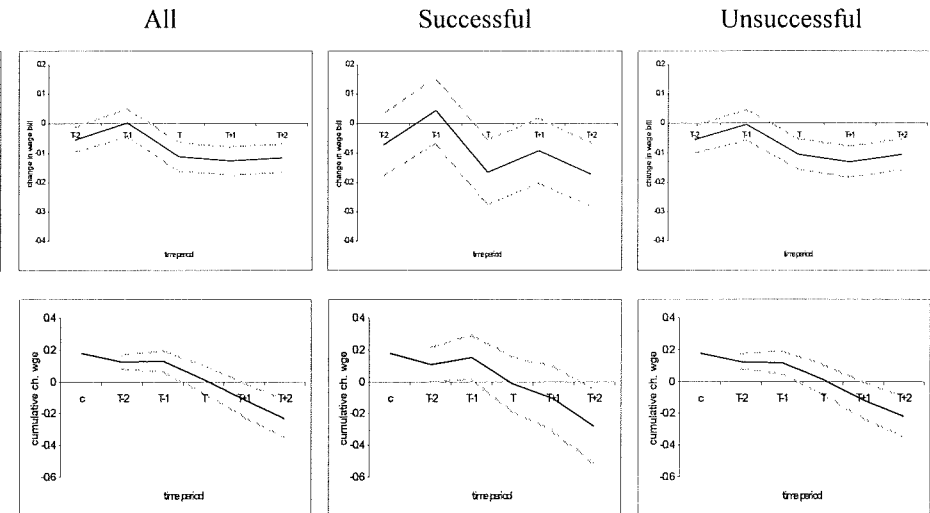 All
Successful
Unsuccessful
change in wage bill
02
01
0
-01
-02
-03
-04
T-2
T-1
T
T+1
T+2
time period
change in wage bill
02
01
0
-01
-02
-03
-04
T-2
T-1
T
T+1
T+2
time period
change in wage bill
02
01
0
-01
-02
-03
-04
T-2
T-1
T
T+1
T+2
time period
cumulative ch. wge
04
02
0
-02
-04
-06
c
T-2
T-1
T
T+1
T+2
time period
cumulative ch. wge
04
02
0
-02
-04
-06
c
T-2
T-1
T
T+1
T+2
time period
cumulative ch. wge
04
02
0
-02
-04
-06
c
T-2
T-1
T
T+1
T+2
time period